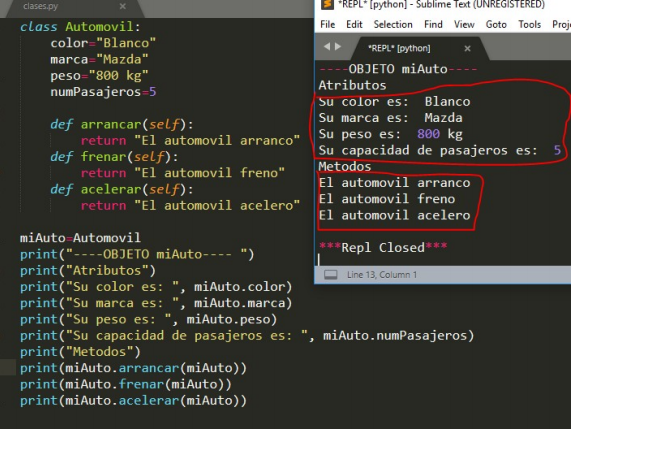 clases.py ×
class Automovil:
    color="Blanco"
    marca="Mazda"
    peso="800 kg"
    numPasajeros=5
    def arrancar(self):
        return "El automovil arranco"
    def frenar(self):
        return "El automovil freno"
    def acelerar(self):
        return "El automovil acelero"
miAuto=Automovil
print("----OBJETO miAuto---- ")
print("Atributos")
print("Su color es: ", miAuto.color)
print("Su marca es: ", miAuto.marca)
print("Su peso es: ", miAuto.peso)
print("Su capacidad de pasajeros es: ", miAuto.numPasajeros)
print("Metodos")
print(miAuto.arrancar(miAuto))
print(miAuto.frenar(miAuto))
print(miAuto.acelerar(miAuto))
*REPL* [python] - Sublime Text (UNREGISTERED)
File Edit Selection Find View Goto Tools Proj
*REPL* [python] ×
----OBJETO miAuto----
Atributos
Su color es:  Blanco
Su marca es:  Mazda
Su peso es:  800 kg
Su capacidad de pasajeros es:  5
Metodos
El automovil arranco
El automovil freno
El automovil acelero
***Repl Closed***
Line 13, Column 1